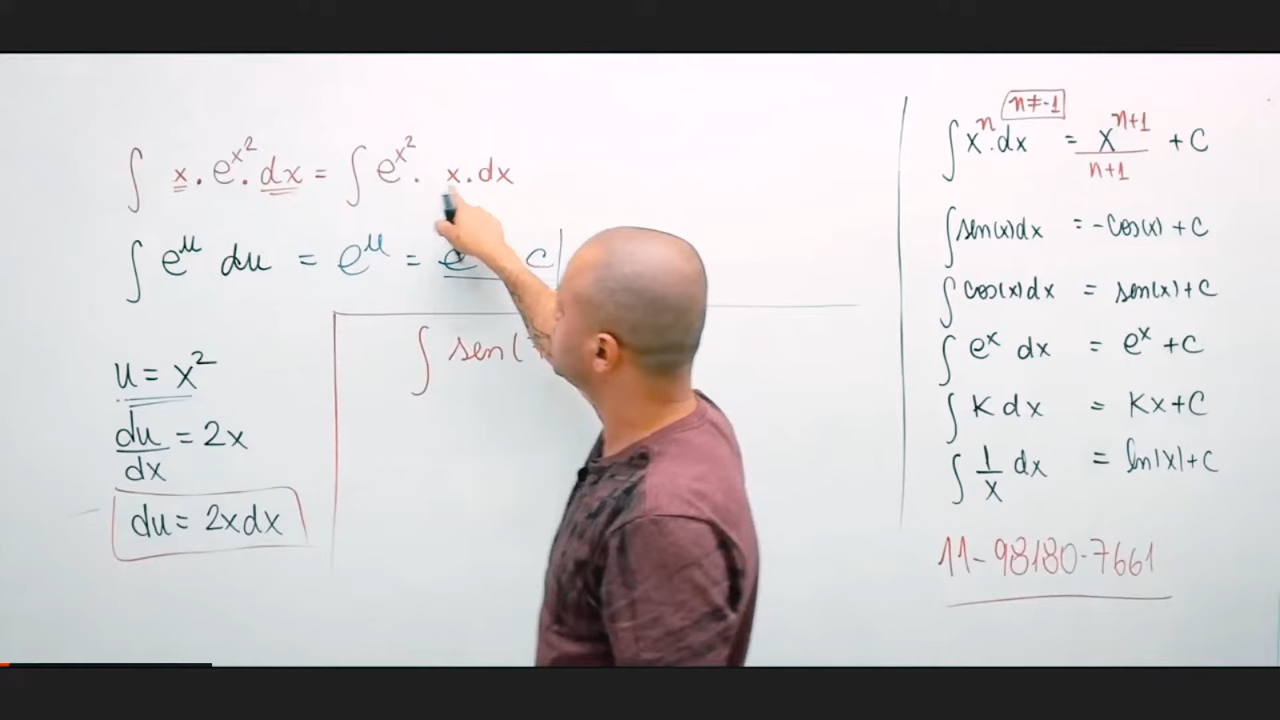 ∫ x . e^x² . dx = ∫ e^x² . x . dx
∫ e^u du = e^u = e C
u = x²
du/dx = 2x
du = 2xdx
∫ sen(
n≠-1
∫ x^n . dx = x^(n+1)/(n+1) + C
∫ sen(x)dx = -cos(x) + C
∫ cos(x)dx = sen(x) + C
∫ e^x dx = e^x + C
∫ K dx = Kx + C
∫ 1/x dx = ln|x| + C
11-98180-7661